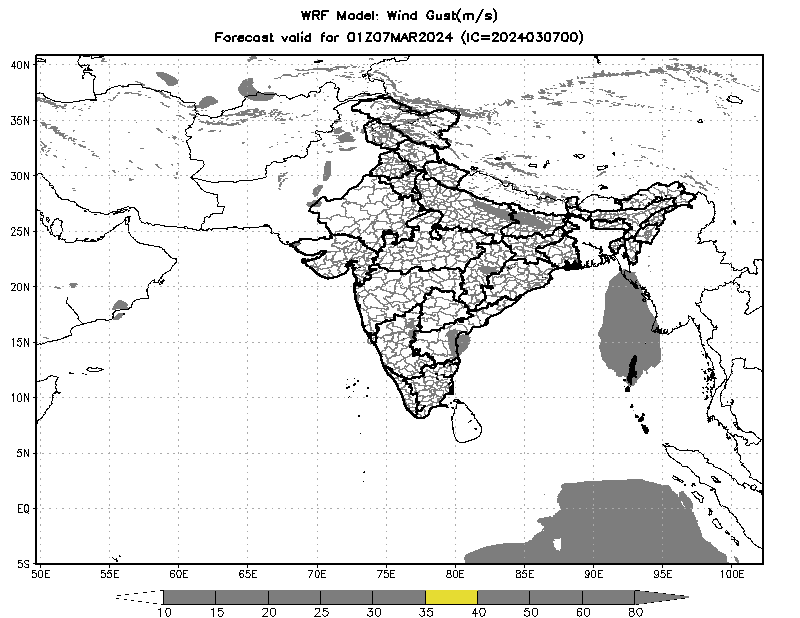 WRF Model: Wind Gust(m/s)
Forecast valid for 01Z07MAR2024 (IC=2024030700)
40N
35N
30N
25N
20N
15N
10N
5N
EQ
5S
50E 55E 60E 65E 70E 75E 80E 85E 90E 95E 100E
10 15 20 25 30 35 40 50 60 80